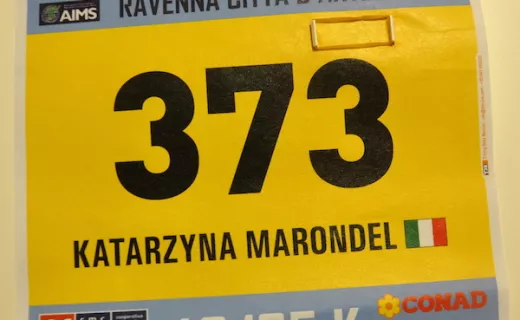 AIMS
RAVENNA CITTÀ D'
373
KATARZYNA MARONDEL
CONAD